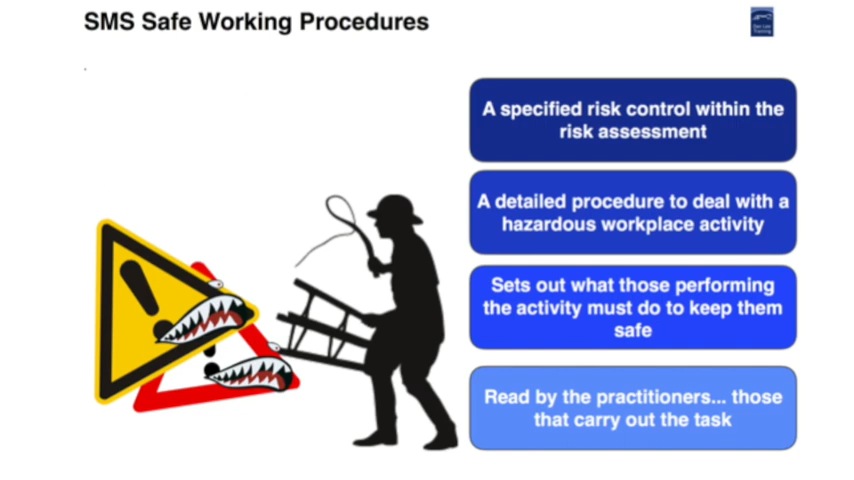 SMS Safe Working Procedures
A specified risk control within the
risk assessment
A detailed procedure to deal with a
hazardous workplace activity
Sets out what those performing
the activity must do to keep them
safe
Read by the practitioners... those
that carry out the task